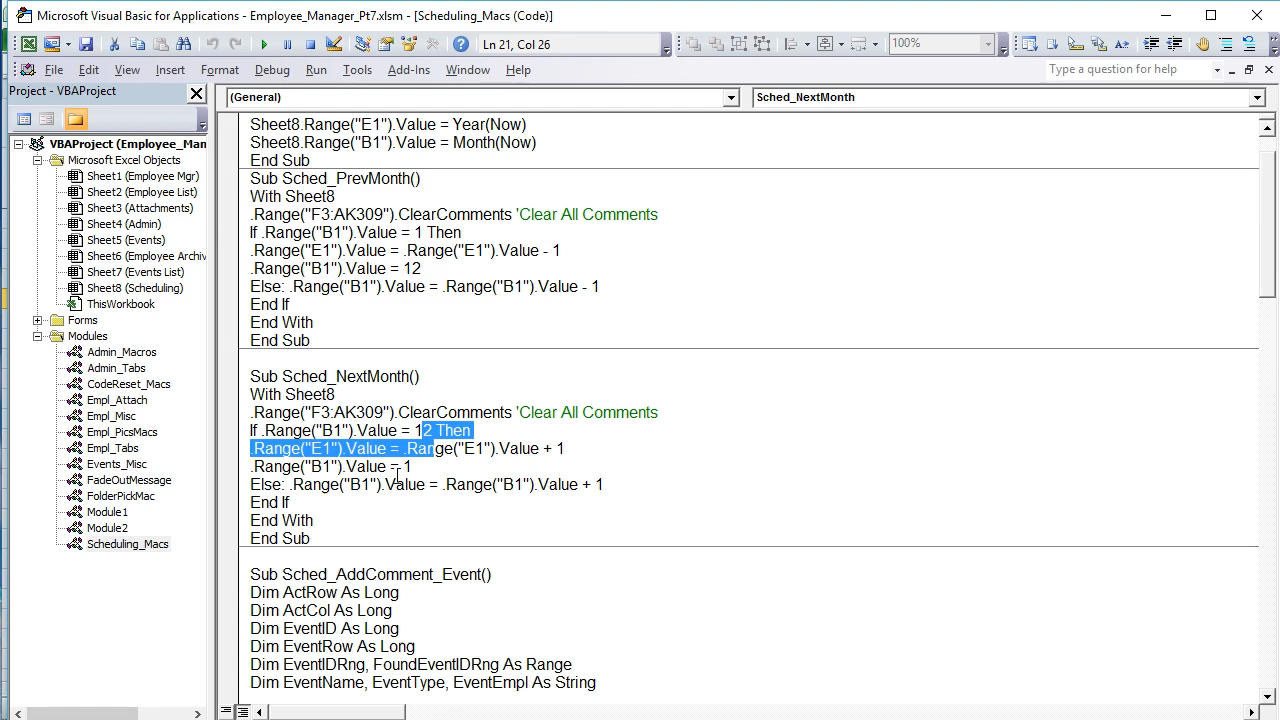 Microsoft Visual Basic for Applications - Employee_Manager_Pt7.xlsm - [Scheduling_Macs (Code)]
Ln 21, Col 26
100%
File Edit View Insert Format Debug Run Tools Add-Ins Window Help
Type a question for help
Project - VBAProject
(General)
Sched_NextMonth
VBAProject (Employee_Man
Microsoft Excel Objects
Sheet1 (Employee Mgr)
Sheet2 (Employee List)
Sheet3 (Attachments)
Sheet4 (Admin)
Sheet5 (Events)
Sheet6 (Employee Archiv
Sheet7 (Events List)
Sheet8 (Scheduling)
ThisWorkbook
Forms
Modules
Admin_Macros
Admin_Tabs
CodeReset_Macs
Empl_Attach
Empl_Misc
Empl_PicsMacs
Empl_Tabs
Events_Misc
FadeOutMessage
FolderPickMac
Module1
Module2
Scheduling_Macs
Sheet8.Range("E1").Value = Year(Now)
Sheet8.Range("B1").Value = Month(Now)
End Sub
Sub Sched_PrevMonth()
With Sheet8
.Range("F3:AK309").ClearComments 'Clear All Comments
If .Range("B1").Value = 1 Then
.Range("E1").Value = .Range("E1").Value - 1
.Range("B1").Value = 12
Else: .Range("B1").Value = .Range("B1").Value - 1
End If
End With
End Sub
Sub Sched_NextMonth()
With Sheet8
.Range("F3:AK309").ClearComments 'Clear All Comments
If .Range("B1").Value = 12 Then
.Range("E1").Value = .Range("E1").Value + 1
.Range("B1").Value = 1
Else: .Range("B1").Value = .Range("B1").Value + 1
End If
End With
End Sub
Sub Sched_AddComment_Event()
Dim ActRow As Long
Dim ActCol As Long
Dim EventID As Long
Dim EventRow As Long
Dim EventIDRng, FoundEventIDRng As Range
Dim EventName, EventType, EventEmpl As String